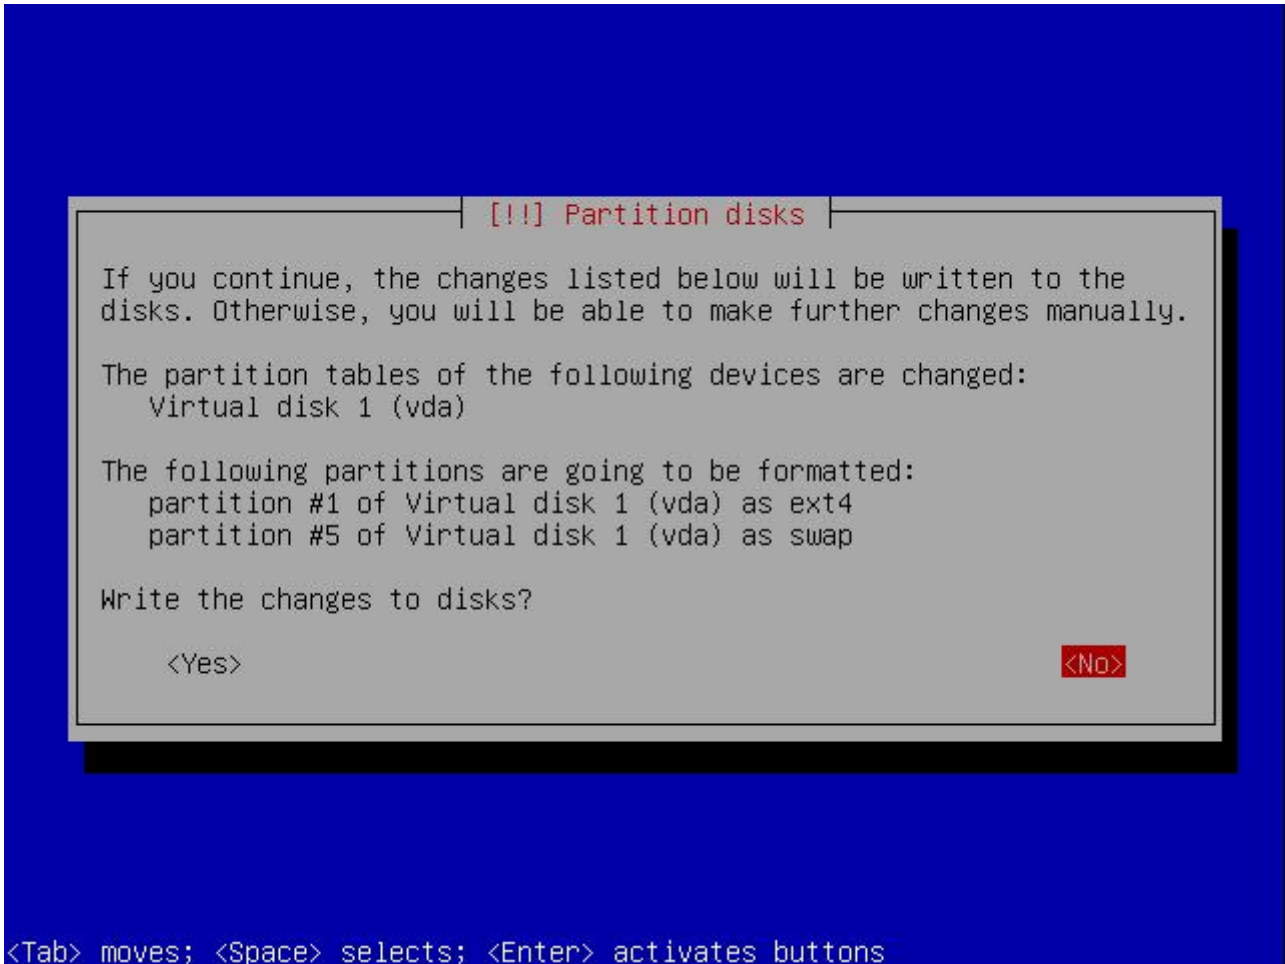 [!!] Partition disks
If you continue, the changes listed below will be written to the
disks. Otherwise, you will be able to make further changes manually.
The partition tables of the following devices are changed:
Virtual disk 1 (vda)
The following partitions are going to be formatted:
partition #1 of Virtual disk 1 (vda) as ext4
partition #5 of Virtual disk 1 (vda) as swap
Write the changes to disks?
<Yes> <No>
<Tab> moves; <Space> selects; <Enter> activates buttons